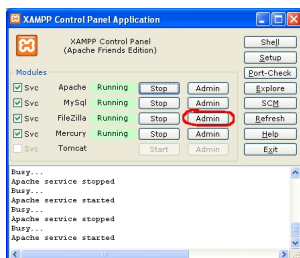 XAMPP Control Panel Application
XAMPP Control Panel
(Apache Friends Edition)
Shell
Setup
Modules
Port-Check
Svc Apache Running Stop Admin Explore
Svc MySql Running Stop Admin SCM
Svc FileZilla Running Stop Admin Refresh
Svc Mercury Running Stop Admin Help
Svc Tomcat Start Admin Exit
Busy...
Apache service stopped
Busy...
Apache service started
Busy...
Apache service stopped
Busy...
Apache service started